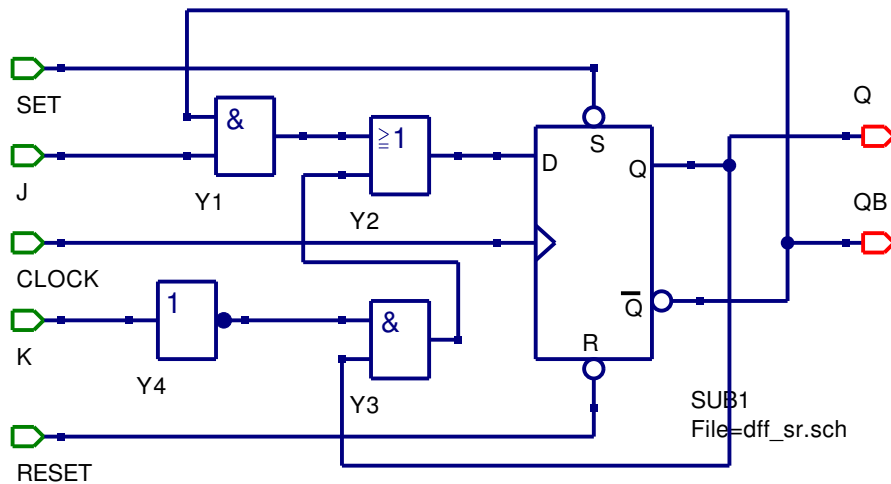 SET
Q
&
≧1
S
D
Q
J
Y1
QB
Y2
CLOCK
1
&
Q̅
K
R
Y4
Y3
SUB1
File=dff_sr.sch
RESET